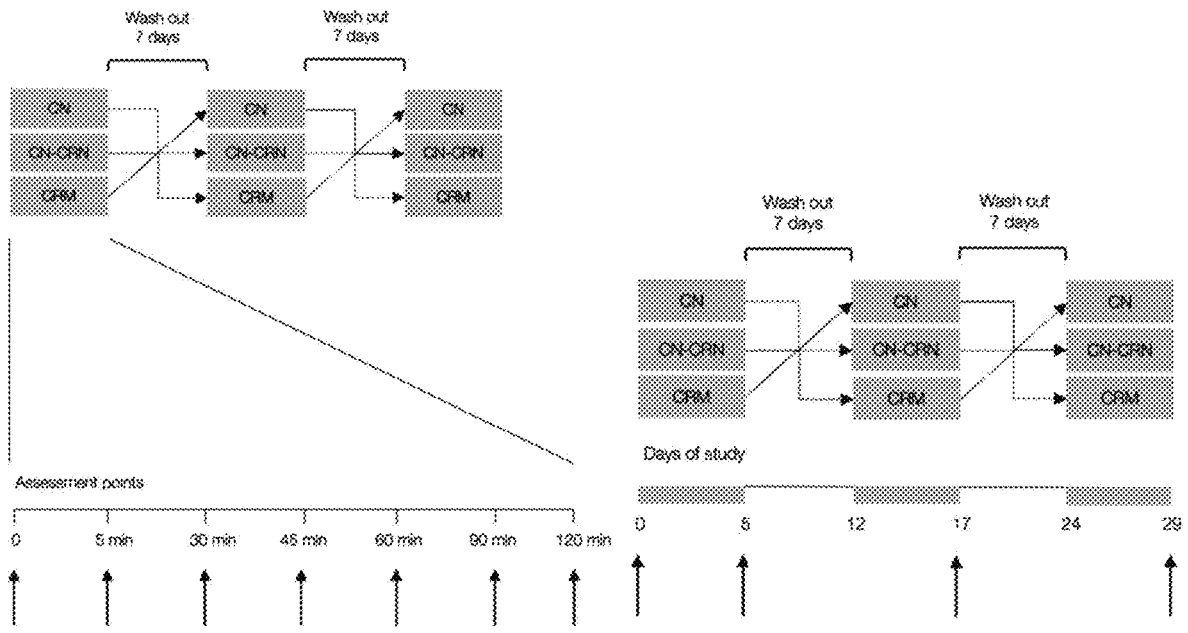 Wash out
7 days
Wash out
7 days
CN
CN
CN
CN-CRN
CN-CRN
CN-CRN
CRM
CRM
CRM
Assessment points
0
5 min
30 min
45 min
60 min
90 min
120 min
Wash out
7 days
Wash out
7 days
CN
CN
CN
CN-CRN
CN-CRN
CN-CRN
CRM
CRM
CRM
Days of study
0
5
12
17
24
29